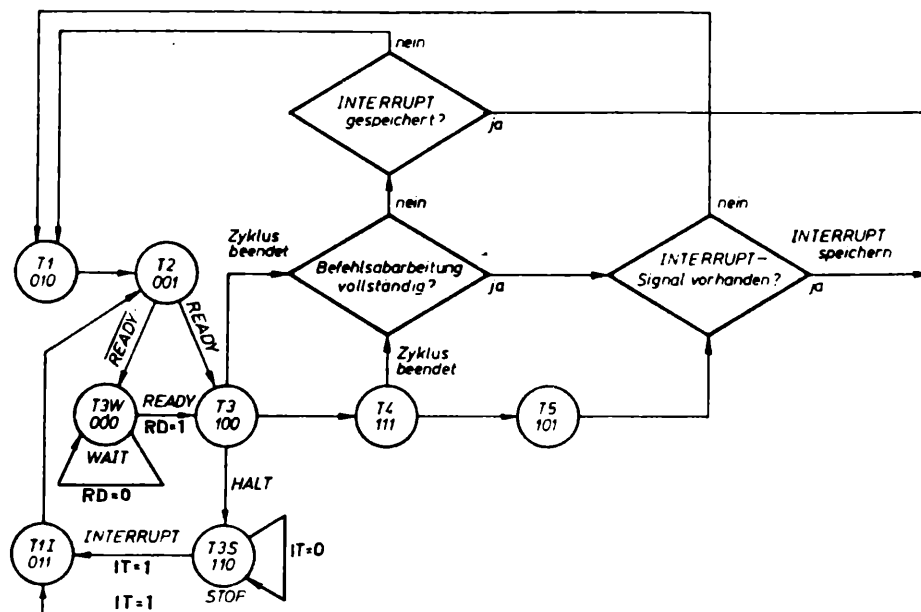 nein
INTERRUPT
gespeichert?
ja
nein
nein
Zyklus
beendet
INTERRUPT
speichern
T1
010
T2
001
Befehlsabarbeitung
vollständig?
ja
INTERRUPT-
Signal vorhanden?
ja
READY
READY
Zyklus
beendet
T3W
000
READY
RD=1
T3
100
T4
111
T5
101
WAIT
RD=0
HALT
T1I
011
INTERRUPT
IT=1
T3S
110
IT=0
STOP
IT=1